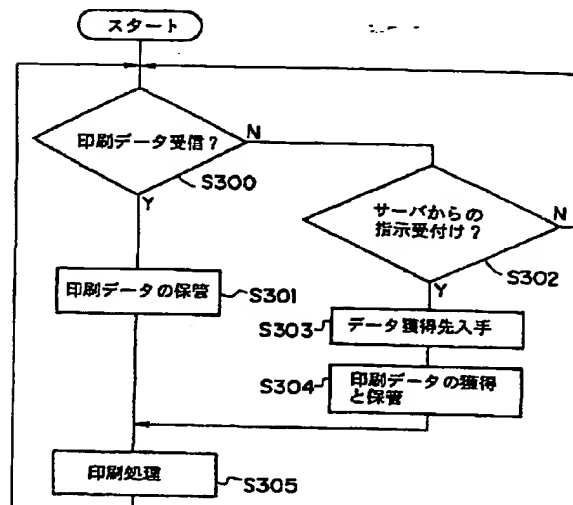 スタート
印刷データ受信?
N
S300
Y
サーバからの
指示受付け?
N
S302
Y
印刷データの保管
S301
S303
データ獲得先入手
S304
印刷データの獲得
と保管
印刷処理
S305